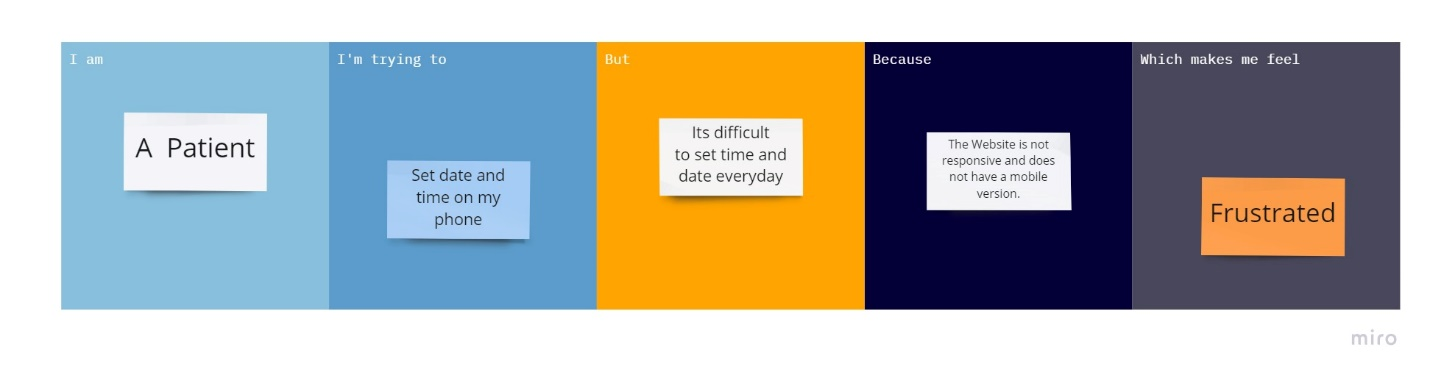 I am
A Patient
I'm trying to
Set date and
time on my
phone
But
Its difficult
to set time and
date everyday
Because
The Website is not
responsive and does
not have a mobile
version.
Which makes me feel
Frustrated
miro